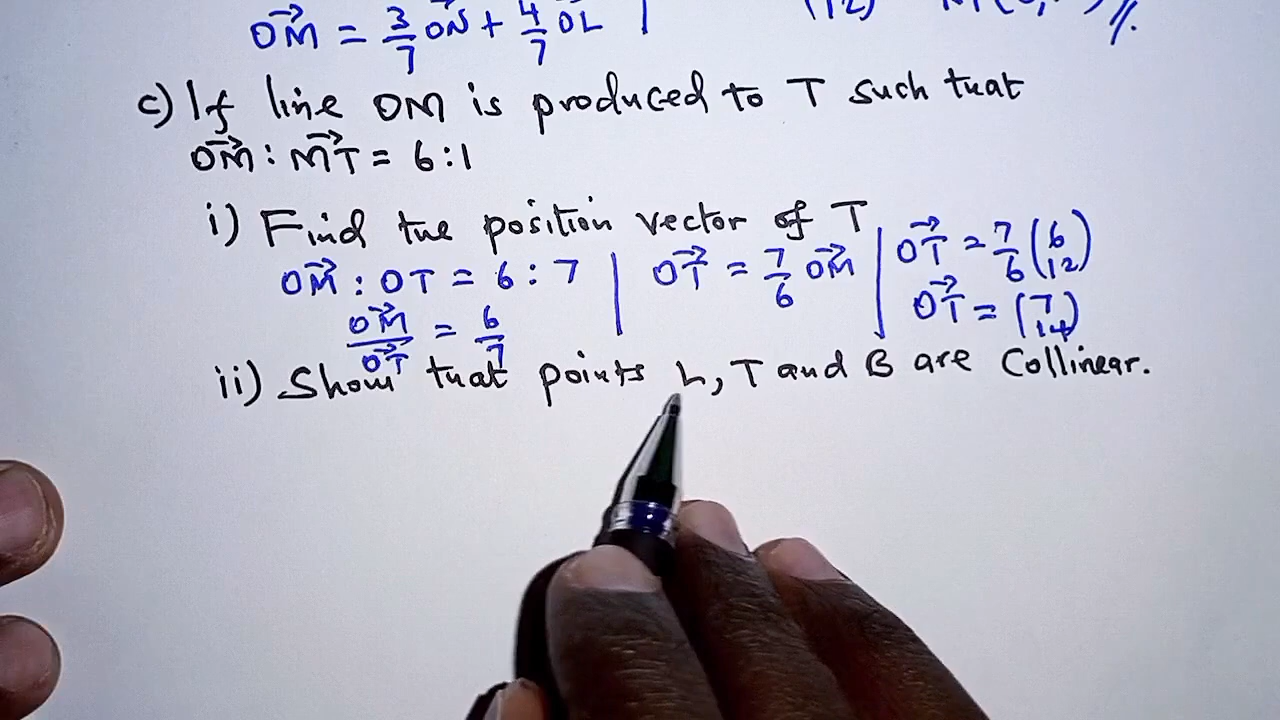 OM = 3/7 ON + 4/7 OL
(12)
c) If line OM is produced to T such that
OM : MT = 6:1
i) Find the position vector of T
OM : OT = 6 : 7 | OT = 7/6 OM | OT = 7/6 (6 12)
OM/OT = 6/7 OT = (7 14)
ii) Show that points L, T and B are Collinear.